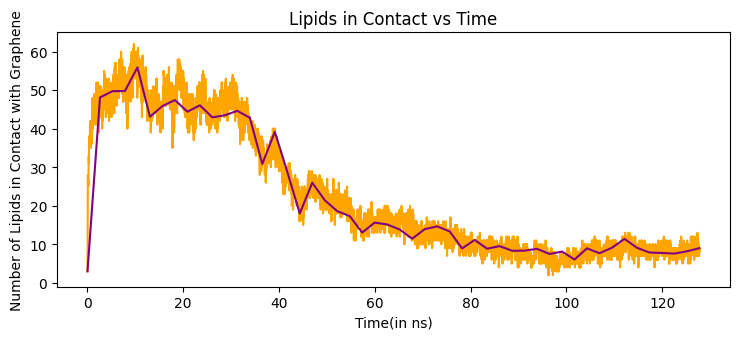 Lipids in Contact vs Time
Number of Lipids in Contact with Graphene
60
50
40
30
20
10
0
0 20 40 60 80 100 120
Time(in ns)